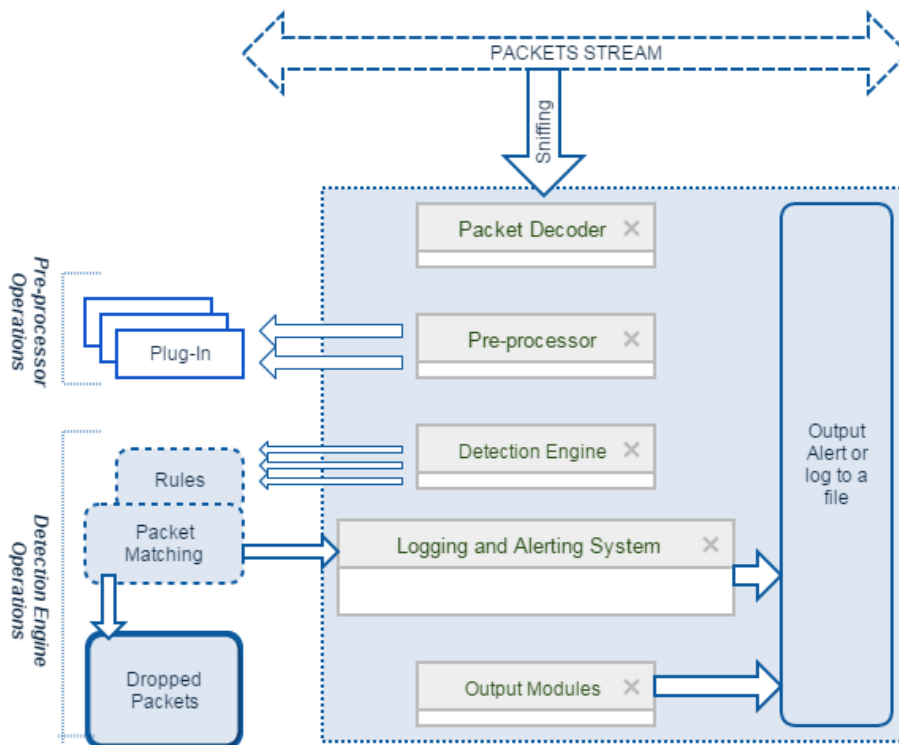 PACKETS STREAM
Sniffing
Packet Decoder
Pre-processor
Operations
Plug-In
Pre-processor
Detection Engine
Output
Alert or
log to a
file
Detection Engine
Operations
Rules
Packet
Matching
Logging and Alerting System
Dropped
Packets
Output Modules